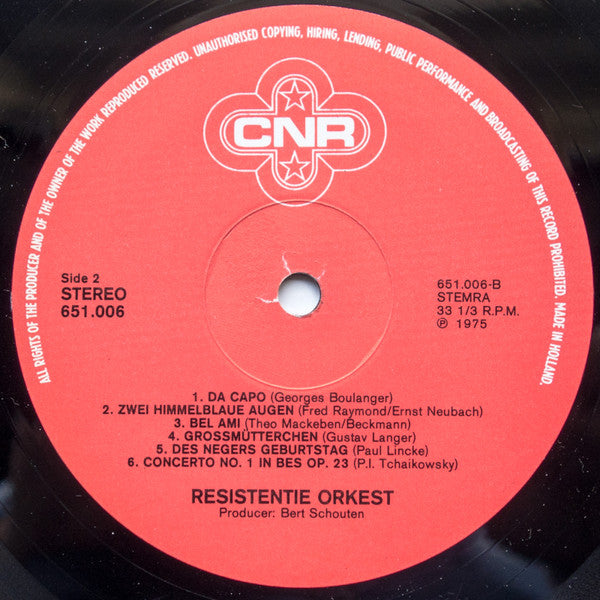 ALL RIGHTS OF THE PRODUCER AND OF THE OWNER OF THE WORK REPRODUCED RESERVED. UNAUTHORISED COPYING, HIRING, LENDING, PUBLIC PERFORMANCE AND BROADCASTING OF THIS RECORD PROHIBITED. MADE IN HOLLAND.
CNR
Side 2
STEREO
651.006
651.006-B
STEMRA
33 1/3 R.P.M.
℗ 1975
1. DA CAPO (Georges Boulanger)
2. ZWEI HIMMELBLAUE AUGEN (Fred Raymond/Ernst Neubach)
3. BEL AMI (Theo Mackeben/Beckmann)
4. GROSSMÜTTERCHEN (Gustav Langer)
5. DES NEGERS GEBURTSTAG (Paul Lincke)
6. CONCERTO NO. 1 IN BES OP. 23 (P.I. Tchaikowsky)
RESISTENTIE ORKEST
Producer: Bert Schouten